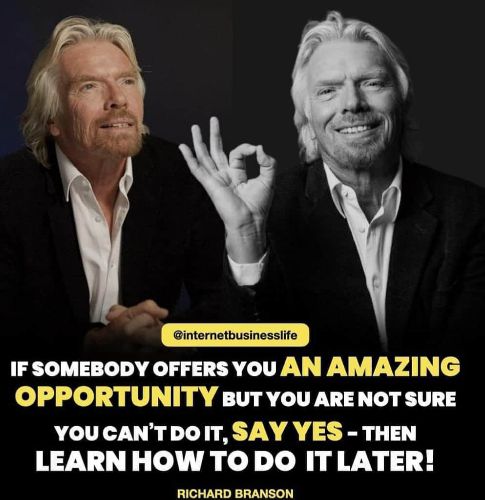 @internetbusinesslife
IF SOMEBODY OFFERS YOU AN AMAZING
OPPORTUNITY BUT YOU ARE NOT SURE
YOU CAN'T DO IT, SAY YES - THEN
LEARN HOW TO DO IT LATER!
RICHARD BRANSON